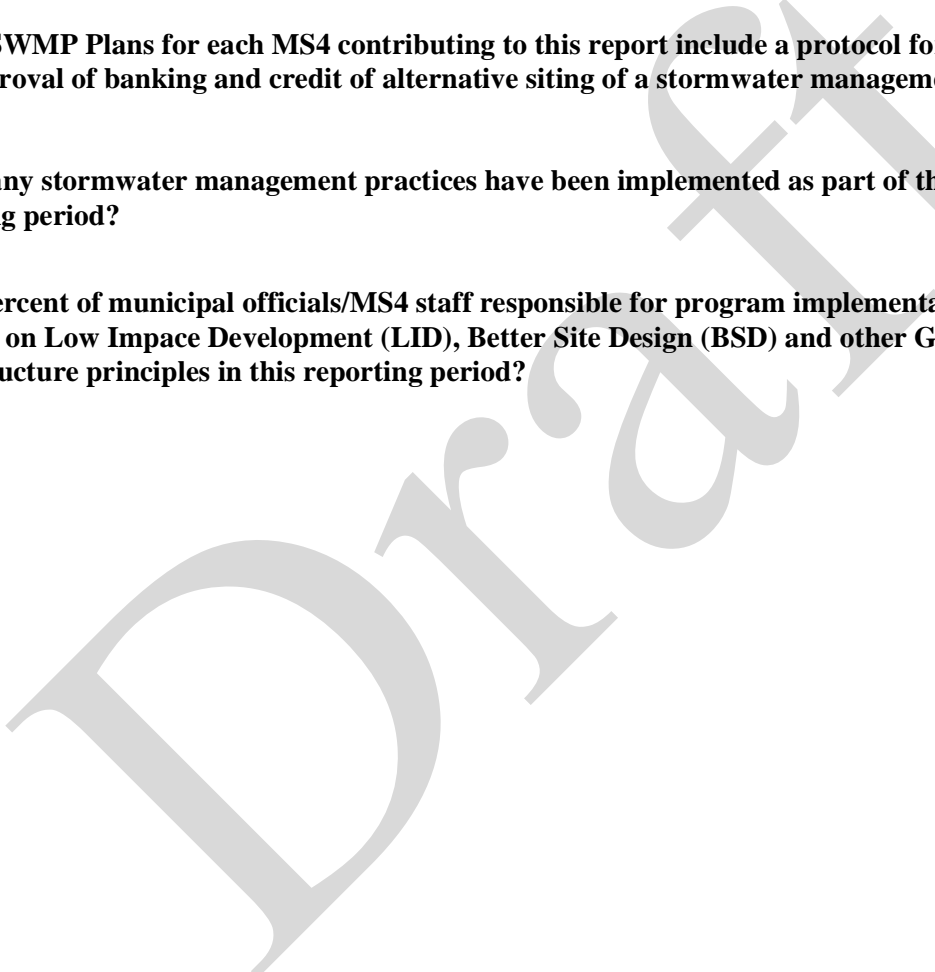 SWMP Plans for each MS4 contributing to this report include a protocol fo
roval of banking and credit of alternative siting of a stormwater managem
any stormwater management practices have been implemented as part of th
g period?
ercent of municipal officials/MS4 staff responsible for program implementa
on Low Impace Development (LID), Better Site Design (BSD) and other G
ucture principles in this reporting period?
Draft